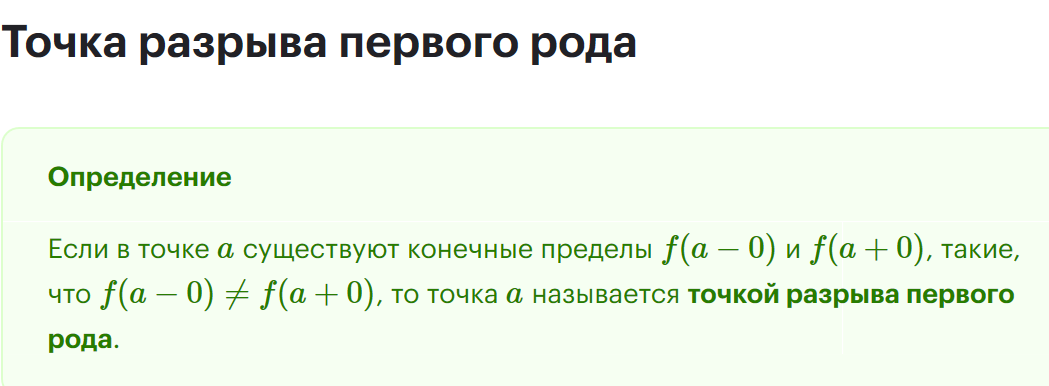 Точка разрыва первого рода
Определение
Если в точке a существуют конечные пределы f(a − 0) и f(a + 0), такие,
что f(a − 0) ≠ f(a + 0), то точка a называется точкой разрыва первого
рода.